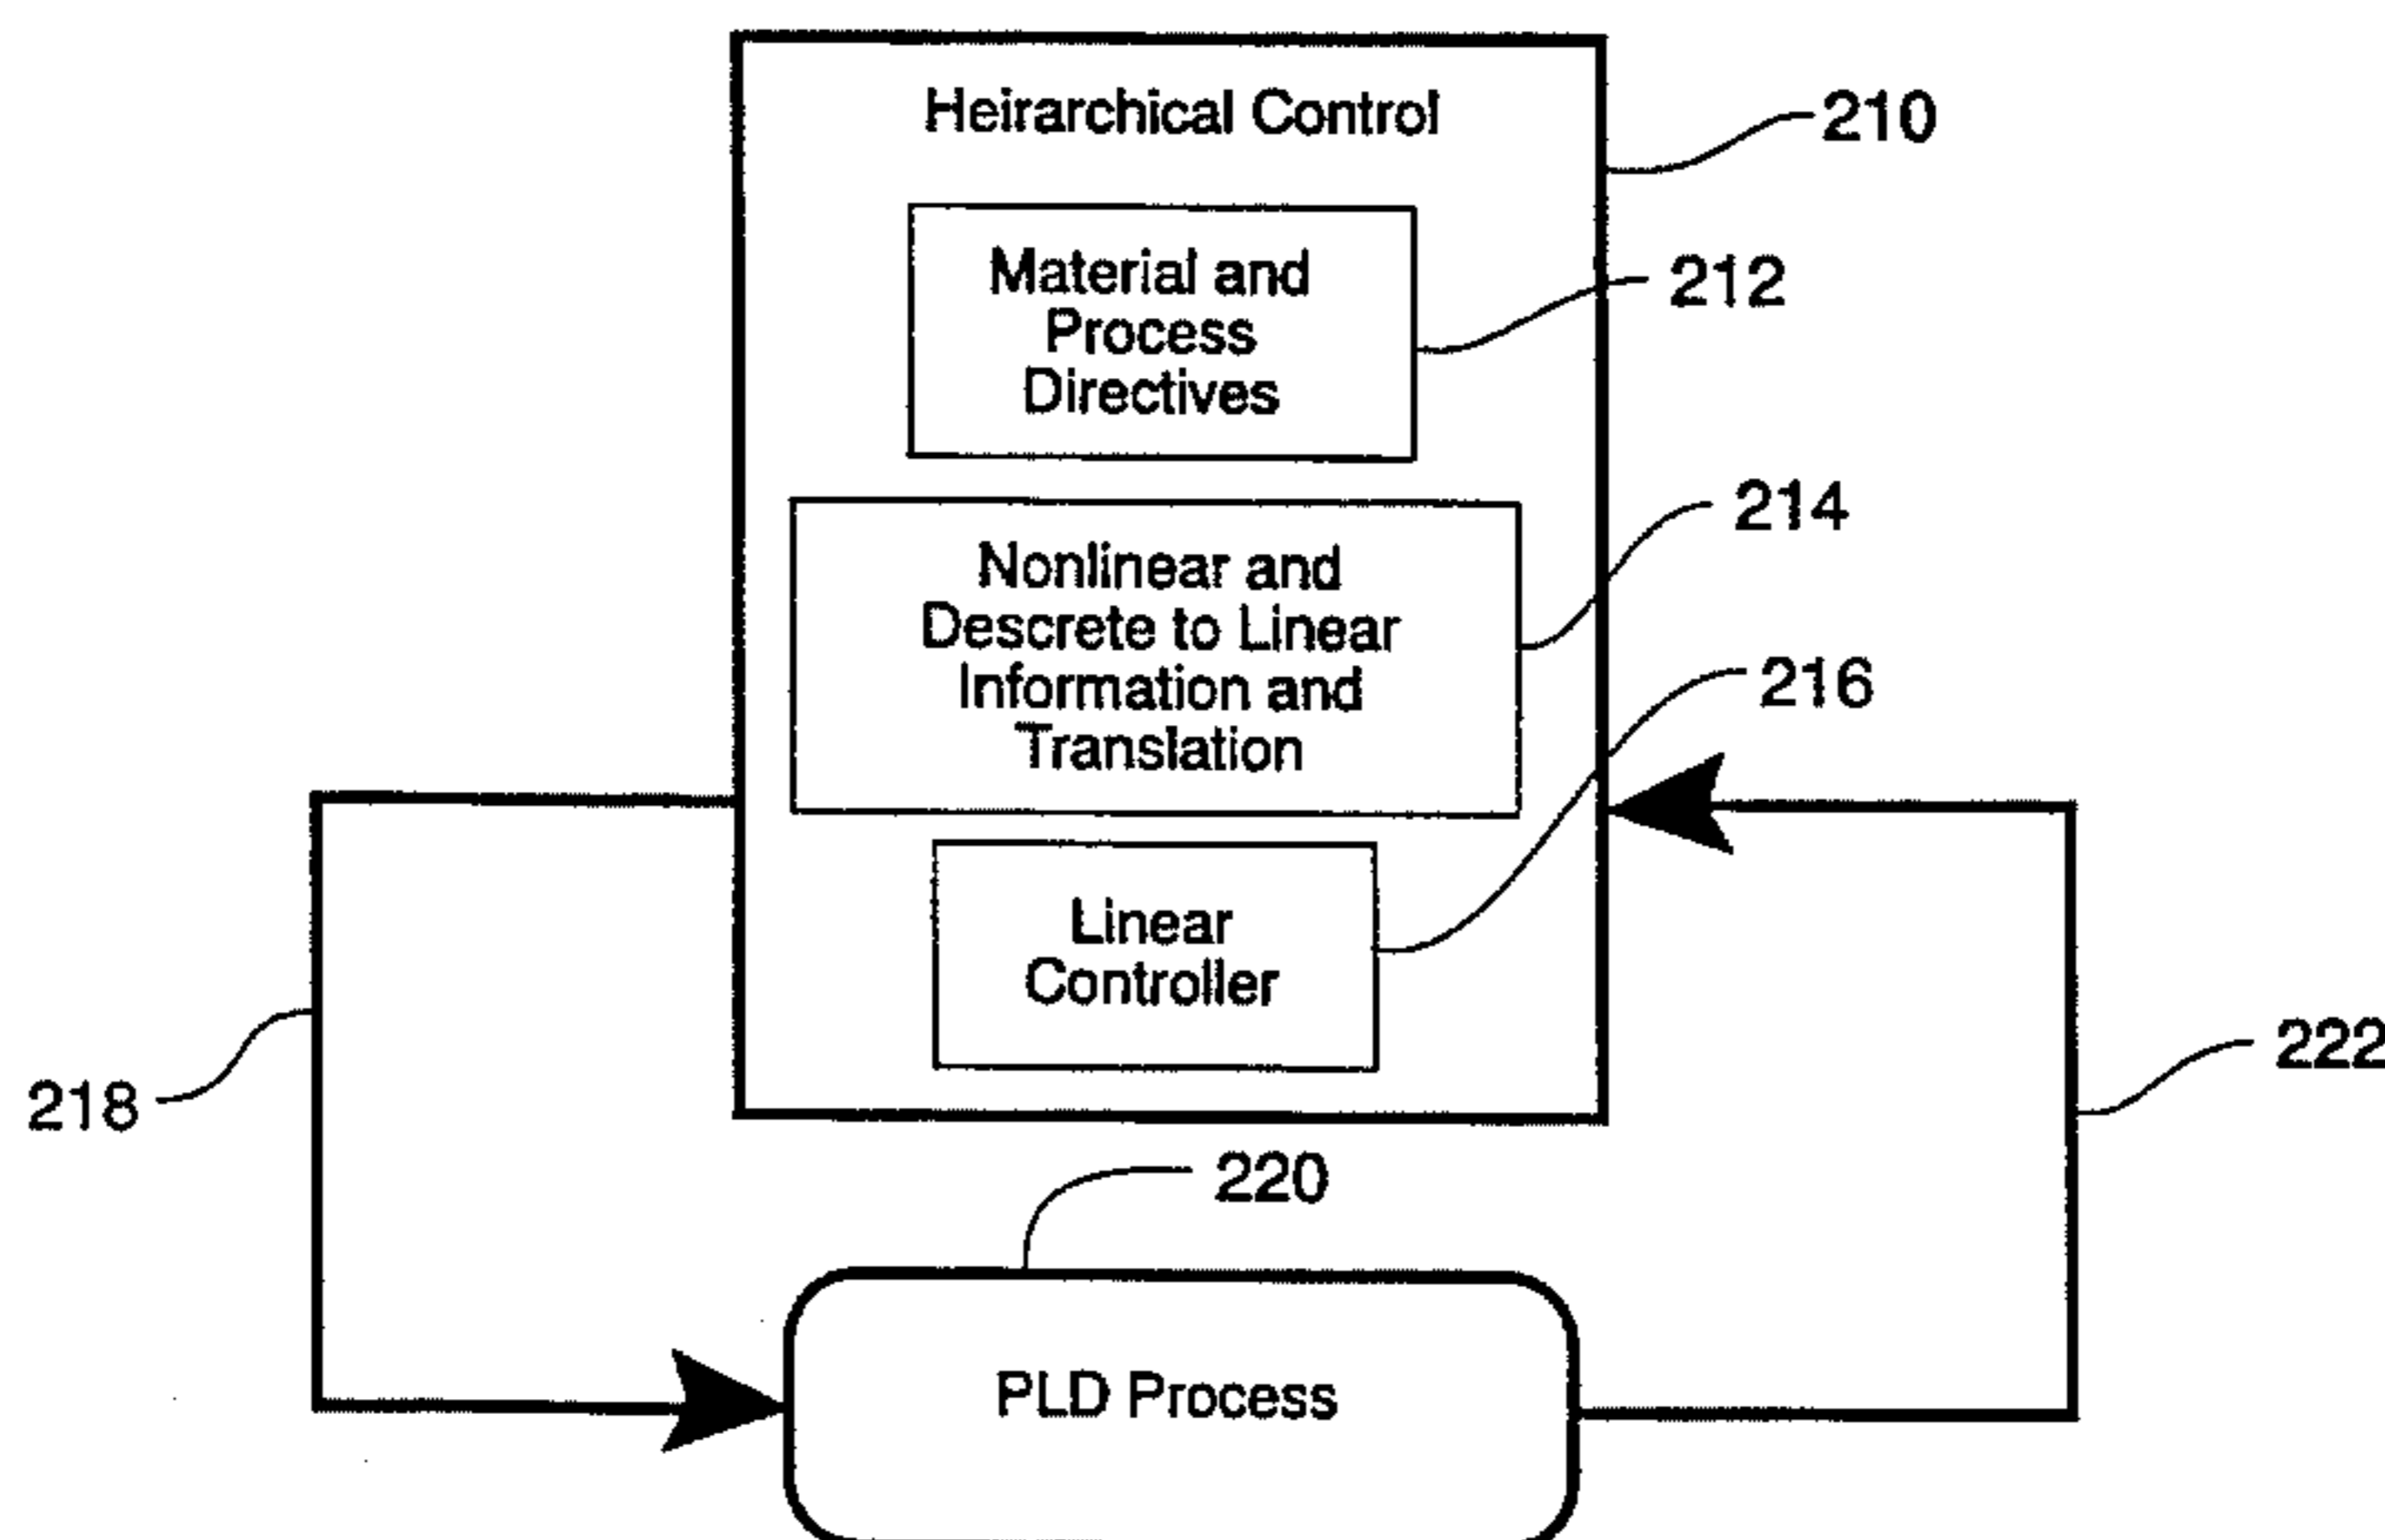 Heirarchical Control
210
Material and
Process
Directives
212
Nonlinear and
Descrete to Linear
Information and
Translation
214
216
Linear
Controller
218
222
220
PLD Process